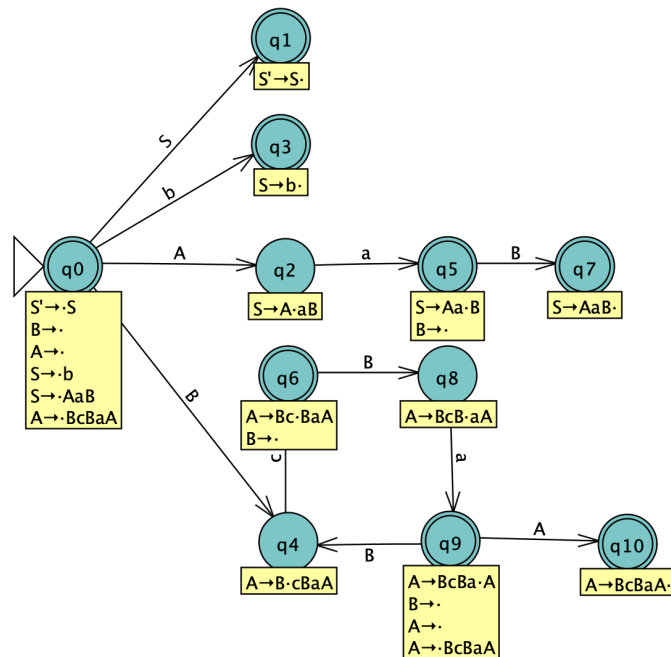 q1
S'→S·
S
q3
S→b·
b
q0
S'→·S
B→·
A→·
S→·b
S→·AaB
A→·BcBaA
A
q2
S→A·aB
a
q5
S→Aa·B
B→·
B
q7
S→AaB·
B
q6
A→Bc·BaA
B→·
B
q8
A→BcB·aA
c
a
q4
A→B·cBaA
B
q9
A→BcBa·A
B→·
A→·
A→·BcBaA
A
q10
A→BcBaA·